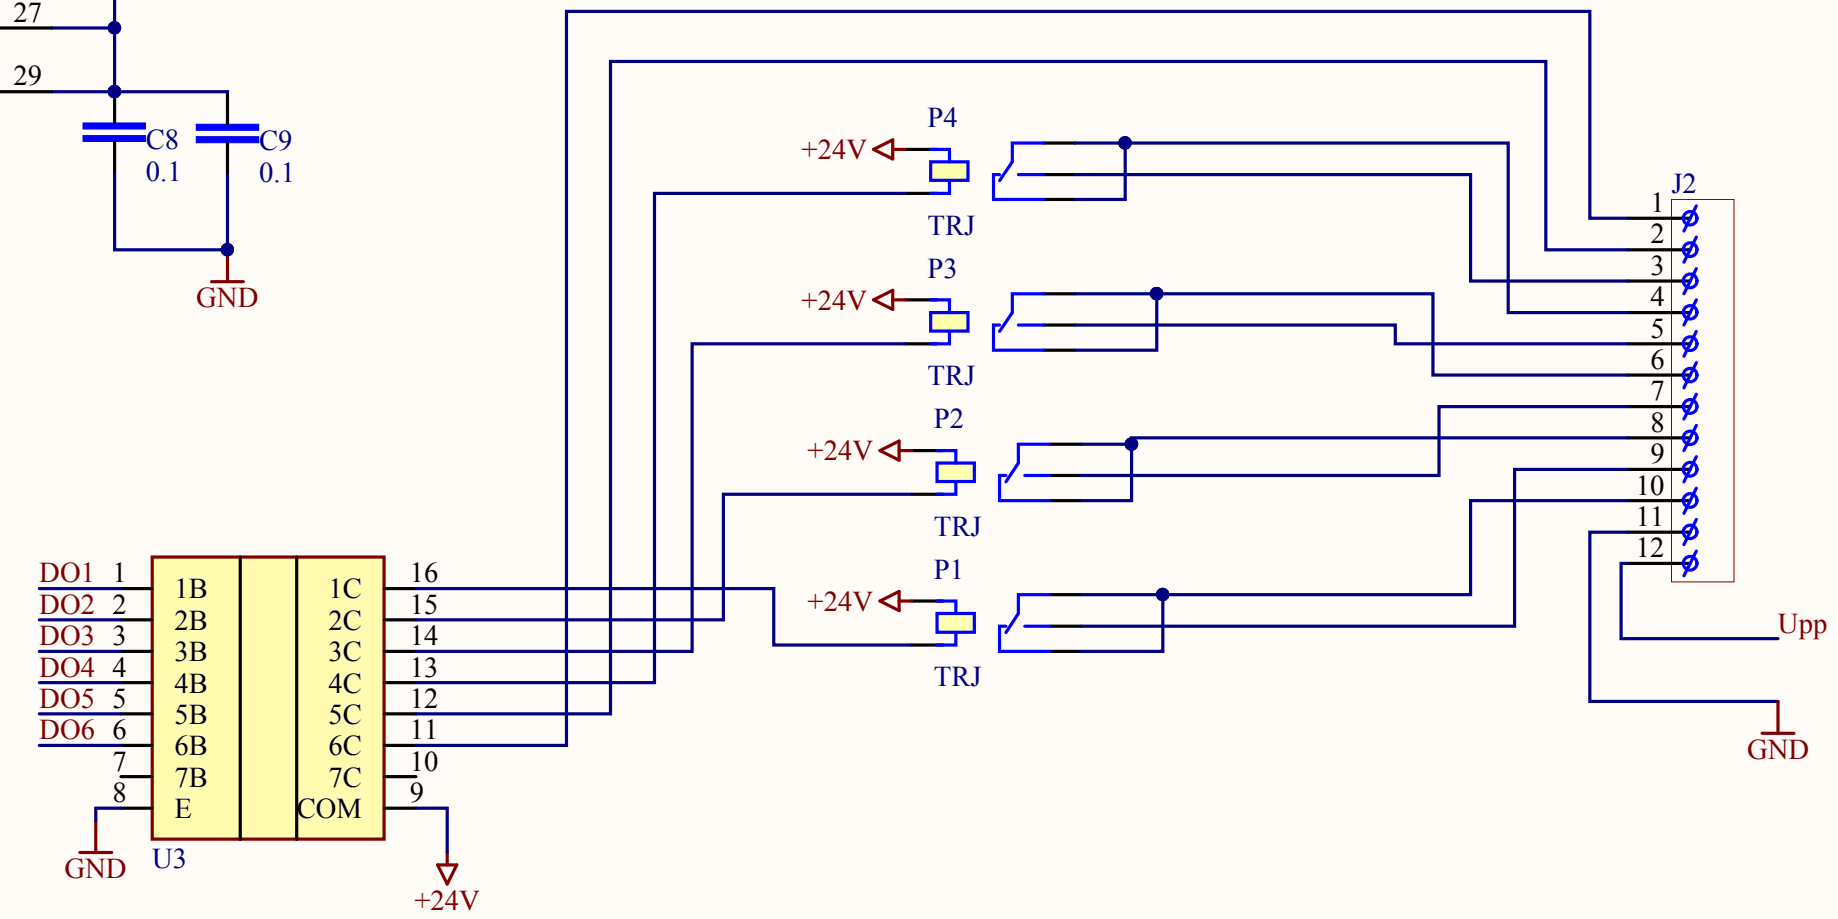 27
29
C8
0.1
C9
0.1
GND
P4
+24V
TRJ
P3
+24V
TRJ
P2
+24V
TRJ
P1
+24V
TRJ
J2
1
2
3
4
5
6
7
8
9
10
11
12
Upp
GND
DO1 1 1B 1C 16
DO2 2 2B 2C 15
DO3 3 3B 3C 14
DO4 4 4B 4C 13
DO5 5 5B 5C 12
DO6 6 6B 6C 11
7 7B 7C 10
8 E COM 9
GND
U3
+24V